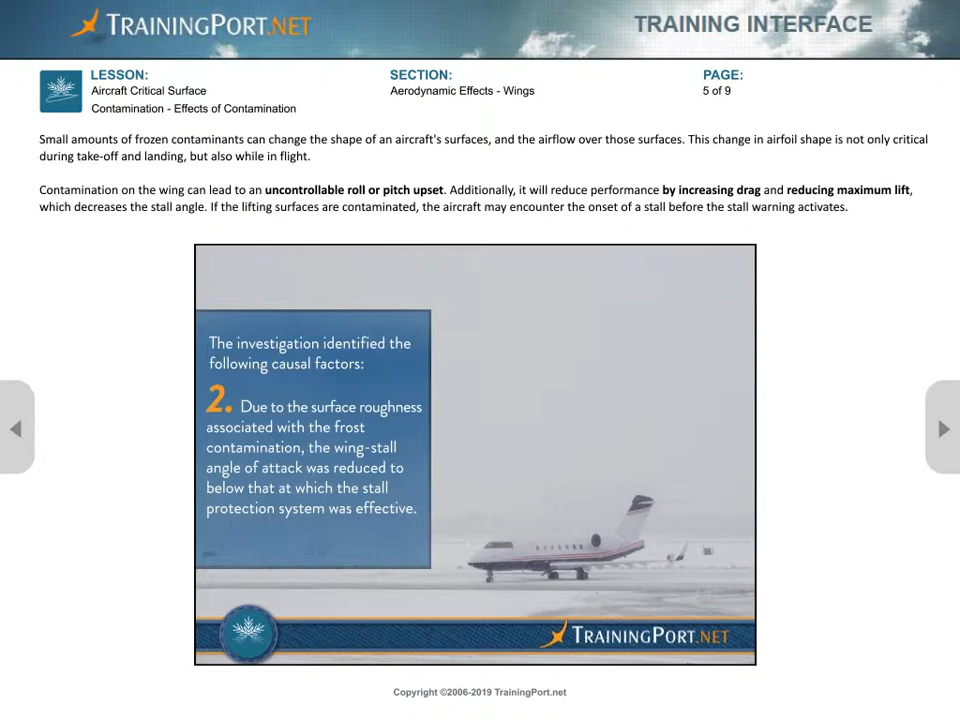 TRAININGPORT.NET
TRAINING INTERFACE
LESSON:
Aircraft Critical Surface
Contamination - Effects of Contamination
SECTION:
Aerodynamic Effects - Wings
PAGE:
5 of 9
Small amounts of frozen contaminants can change the shape of an aircraft's surfaces, and the airflow over those surfaces. This change in airfoil shape is not only critical
during take-off and landing, but also while in flight.
Contamination on the wing can lead to an uncontrollable roll or pitch upset. Additionally, it will reduce performance by increasing drag and reducing maximum lift,
which decreases the stall angle. If the lifting surfaces are contaminated, the aircraft may encounter the onset of a stall before the stall warning activates.
The investigation identified the
following causal factors:
2. Due to the surface roughness
associated with the frost
contamination, the wing-stall
angle of attack was reduced to
below that at which the stall
protection system was effective.
TRAININGPORT.NET
Copyright ©2006-2019 TrainingPort.net